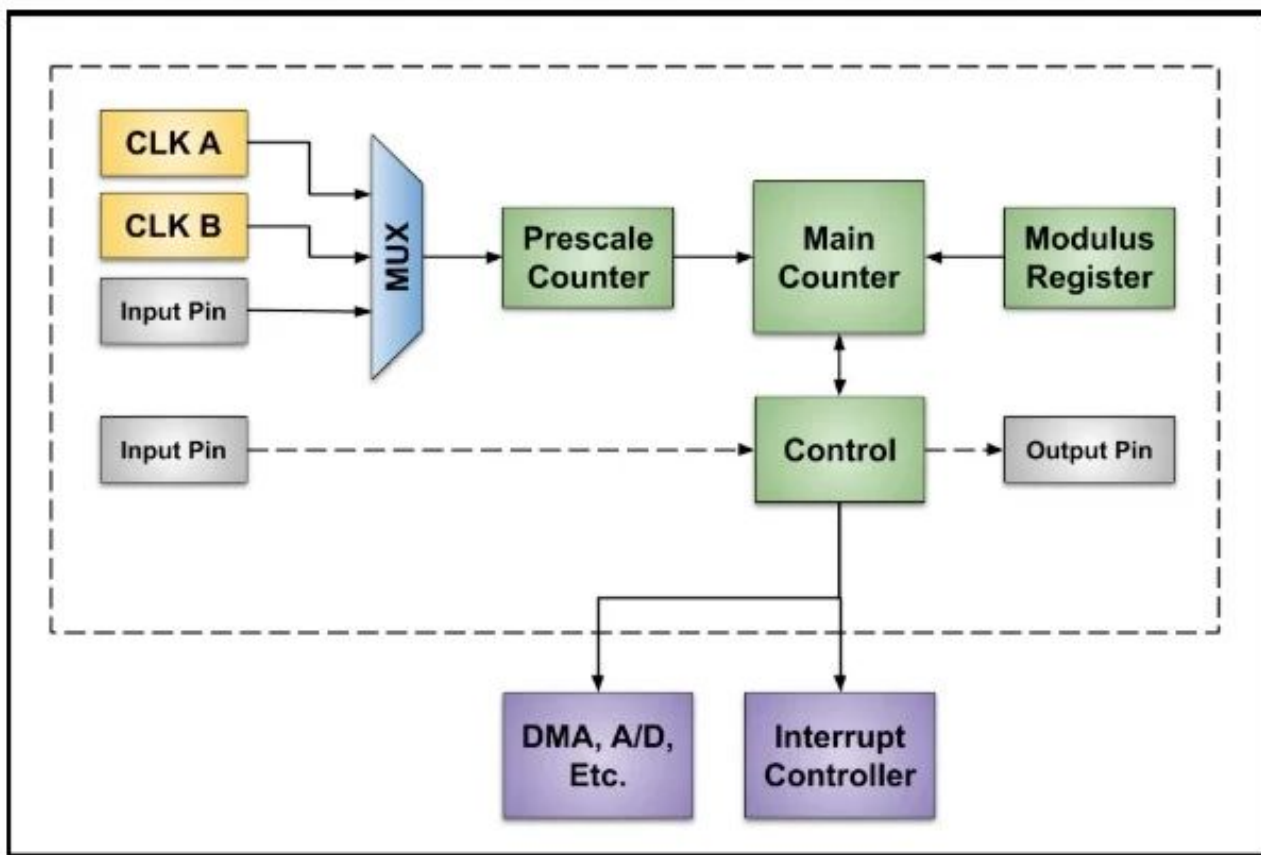 CLK A
CLK B
Input Pin
MUX
Prescale
Counter
Main
Counter
Modulus
Register
Input Pin
Control
Output Pin
DMA, A/D,
Etc.
Interrupt
Controller